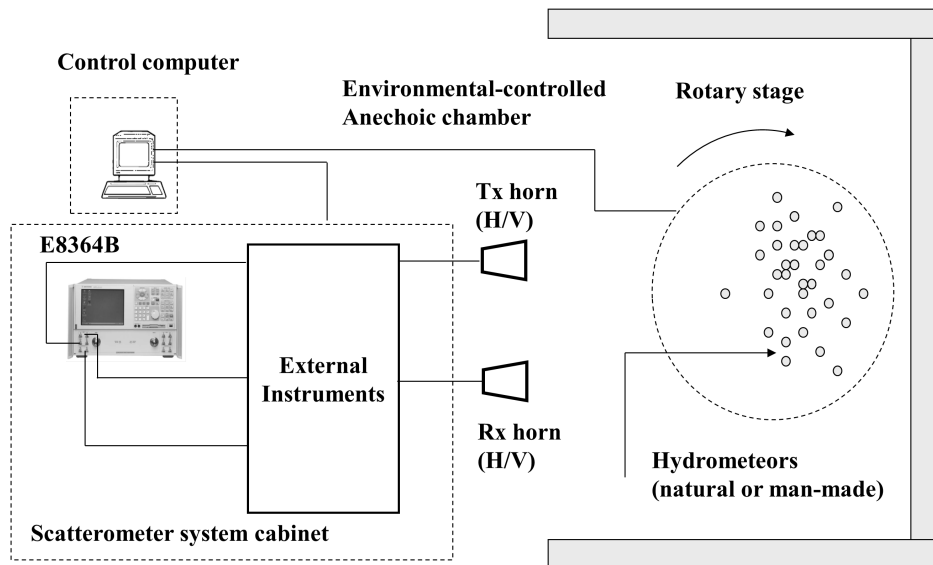 Control computer
Environmental-controlled
Anechoic chamber
Rotary stage
Tx horn
(H/V)
E8364B
External
Instruments
Rx horn
(H/V)
Hydrometeors
(natural or man-made)
Scatterometer system cabinet